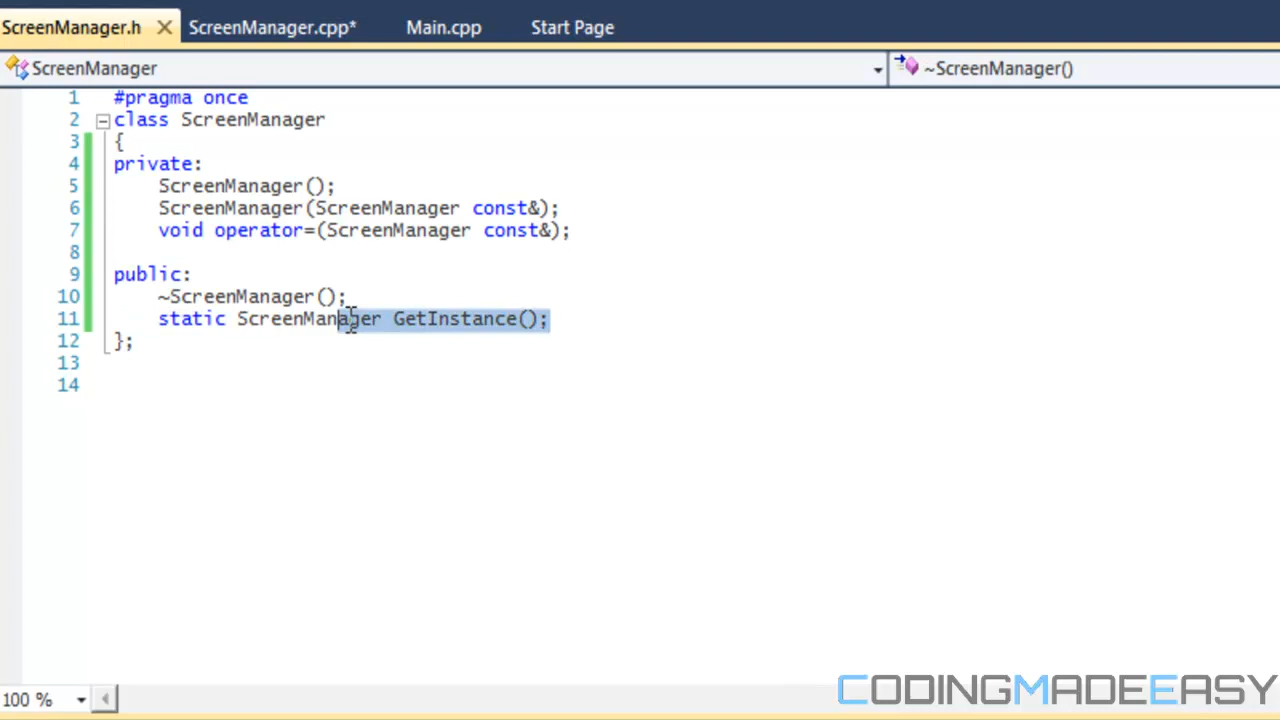 ScreenManager.h ScreenManager.cpp* Main.cpp Start Page
ScreenManager ~ScreenManager()
1 #pragma once
2 class ScreenManager
3 {
4 private:
5 ScreenManager();
6 ScreenManager(ScreenManager const&);
7 void operator=(ScreenManager const&);
8
9 public:
10 ~ScreenManager();
11 static ScreenManager GetInstance();
12 };
13
14
100 %
CODINGMADEEASY